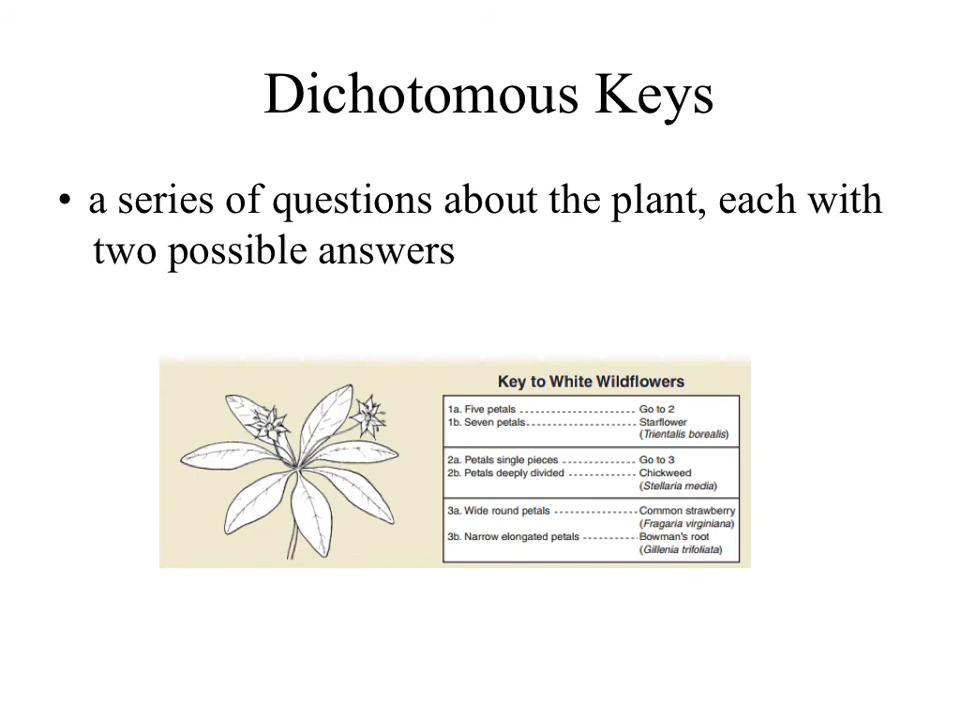 Dichotomous Keys
• a series of questions about the plant, each with
two possible answers
Key to White Wildflowers
1a. Five petals ........................... Go to 2
1b. Seven petals........................... Starflower
(Trientalis borealis)
2a. Petals single pieces ................. Go to 3
2b. Petals deeply divided ................ Chickweed
(Stellaria media)
3a. Wide round petals .................... Common strawberry
(Fragaria virginiana)
3b. Narrow elongated petals ............. Bowman's root
(Gillenia trifoliata)